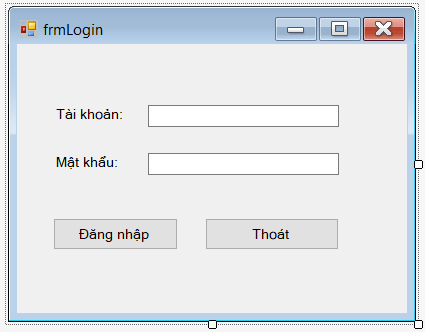 frmLogin
Tài khoản:
Mật khẩu:
Đăng nhập
Thoát